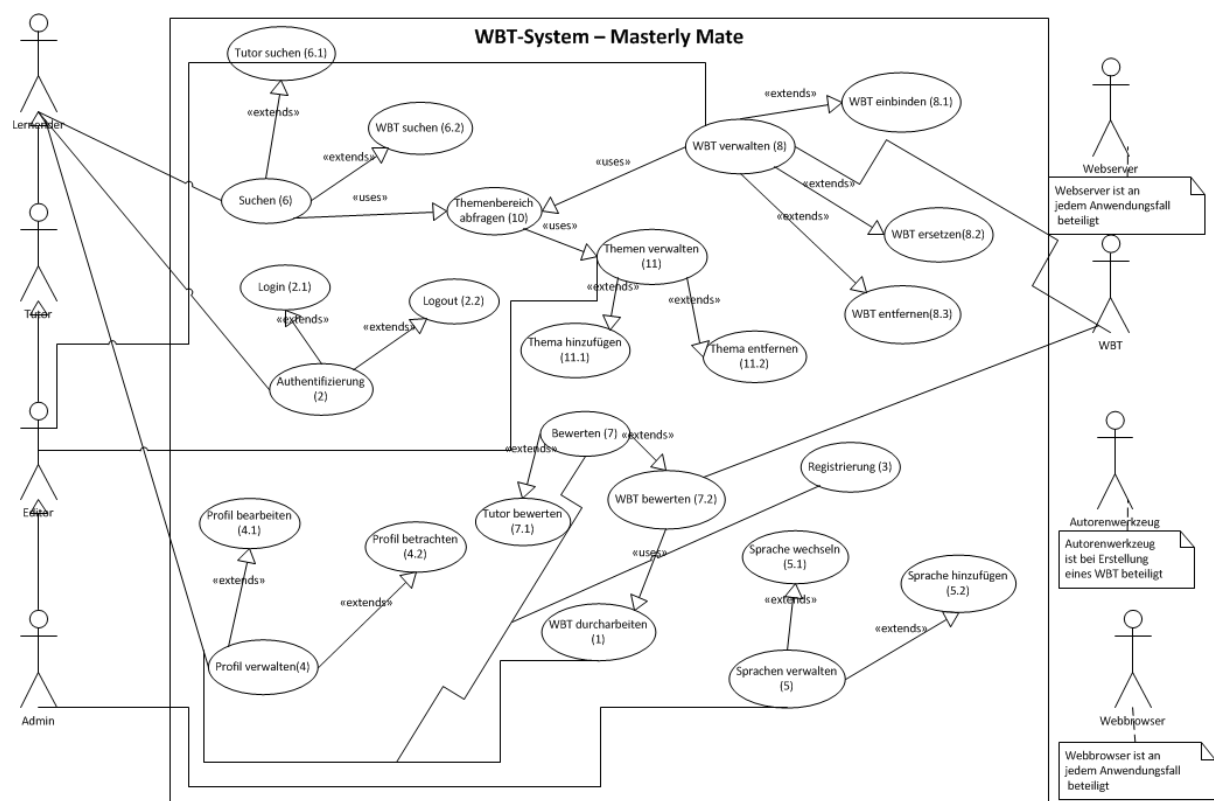 WBT-System – Masterly Mate
Tutor suchen (6.1)
«extends»
WBT suchen (6.2)
«extends»
Suchen (6)
«uses»
Themenbereich
abfragen (10)
«uses»
«uses»
WBT verwalten (8)
«extends»
WBT einbinden (8.1)
«extends»
WBT ersetzen(8.2)
«extends»
WBT entfernen(8.3)
Themen verwalten
(11)
«extends»
«extends»
Thema hinzufügen
(11.1)
Thema entfernen
(11.2)
Login (2.1)
«extends»
Logout (2.2)
«extends»
Authentifizierung
(2)
Bewerten (7)
«extends»
«extends»
Tutor bewerten
(7.1)
WBT bewerten (7.2)
«uses»
WBT durcharbeiten
(1)
Registrierung (3)
Profil bearbeiten
(4.1)
«extends»
Profil betrachten
(4.2)
«extends»
Profil verwalten(4)
Sprache wechseln
(5.1)
«extends»
Sprache hinzufügen
(5.2)
«extends»
Sprachen verwalten
(5)
Lernender
Tutor
Editor
Admin
Webserver
Webserver ist an
jedem Anwendungsfall
beteiligt
WBT
Autorenwerkzeug
Autorenwerkzeug
ist bei Erstellung
eines WBT beteiligt
Webbrowser
Webbrowser ist an
jedem Anwendungsfall
beteiligt